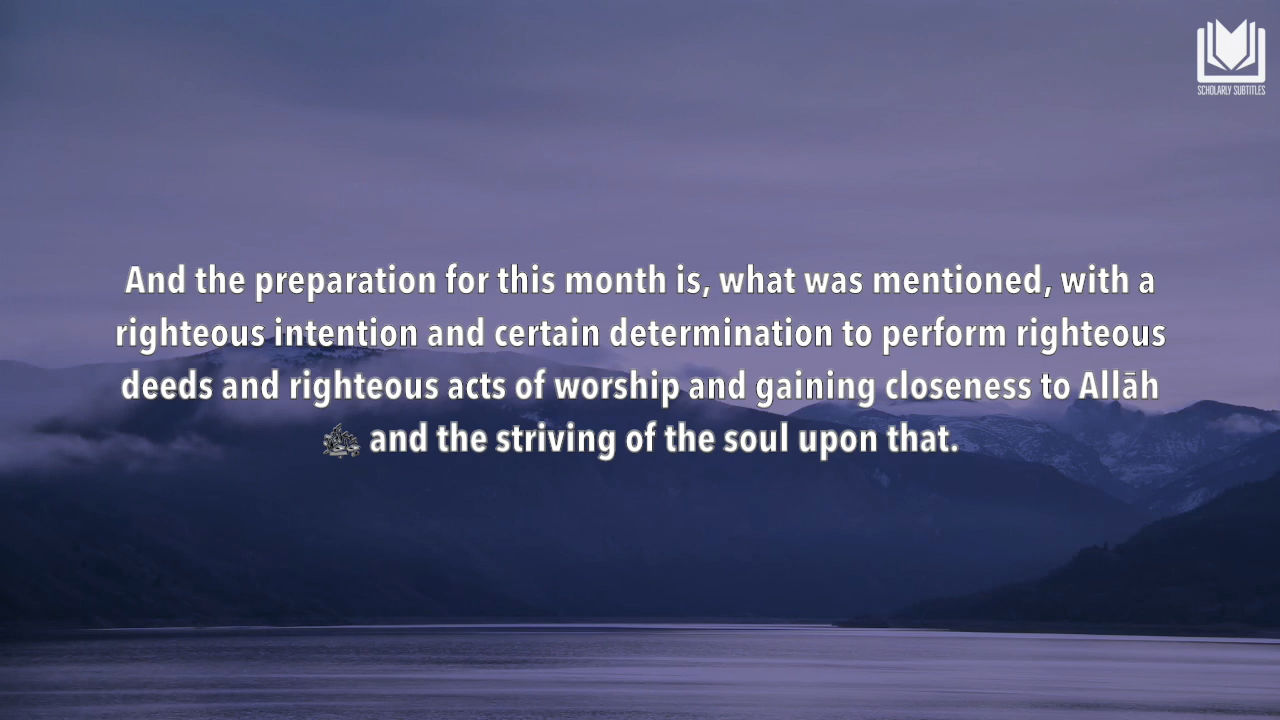 SCHOLARLY SUBTITLES
And the preparation for this month is, what was mentioned, with a
righteous intention and certain determination to perform righteous
deeds and righteous acts of worship and gaining closeness to Allāh
and the striving of the soul upon that.